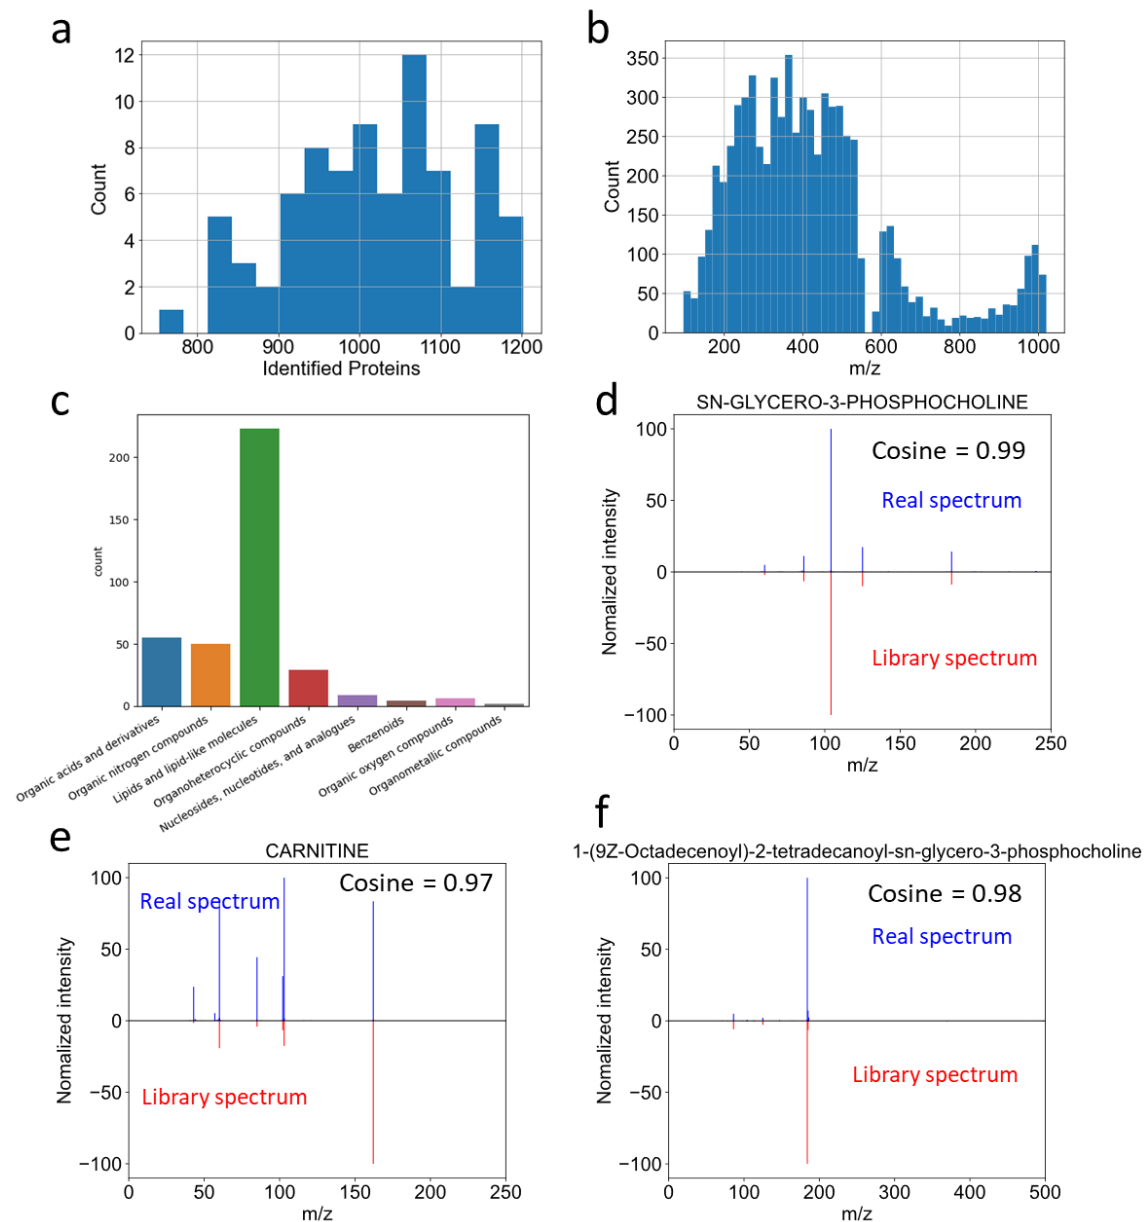 a
12
10
8
6
4
2
0
Count
800
900
1000
1100
1200
Identified Proteins
b
350
300
250
200
150
100
50
0
Count
200
400
600
800
1000
m/z
c
200
150
100
50
0
count
Organic acids and derivatives
Organic nitrogen compounds
Lipids and lipid-like molecules
Organoheterocyclic compounds
Nucleosides, nucleotides, and analogues
Benzenoids
Organic oxygen compounds
Organometallic compounds
d
SN-GLYCERO-3-PHOSPHOCHOLINE
Cosine = 0.99
Real spectrum
Library spectrum
100
50
0
−50
−100
Nomalized intensity
0
50
100
150
200
250
m/z
e
CARNITINE
Cosine = 0.97
Real spectrum
Library spectrum
100
50
0
−50
−100
Nomalized intensity
0
50
100
150
200
250
m/z
f
1-(9Z-Octadecenoyl)-2-tetradecanoyl-sn-glycero-3-phosphocholine
Cosine = 0.98
Real spectrum
Library spectrum
100
50
0
−50
−100
Nomalized intensity
0
100
200
300
400
500
m/z